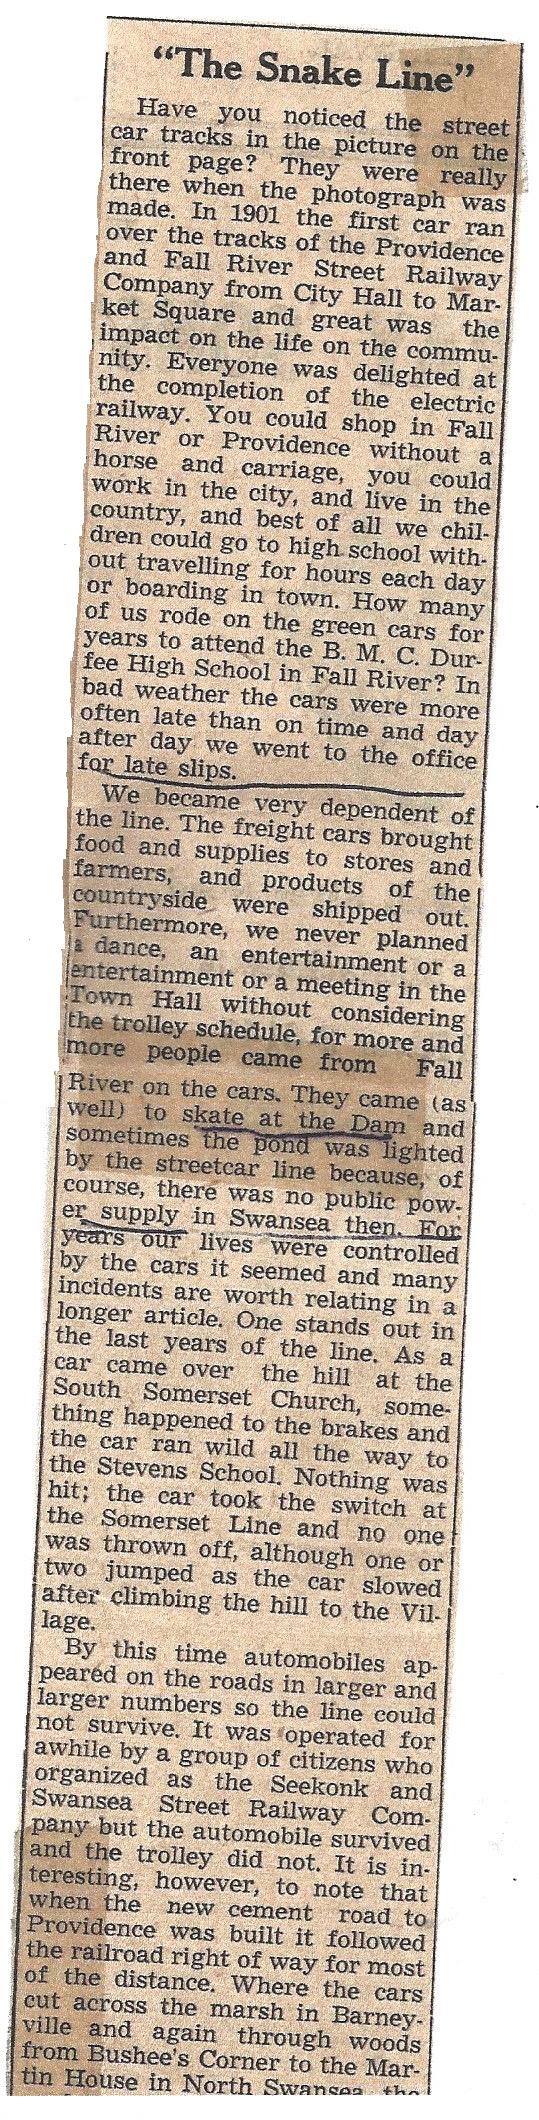 “The Snake Line”
Have you noticed the street
car tracks in the picture on the
front page? They were really
there when the photograph was
made. In 1901 the first car ran
over the tracks of the Providence
and Fall River Street Railway
Company from City Hall to Mar-
ket Square and great was the
impact on the life on the commu-
nity. Everyone was delighted at
the completion of the electric
railway. You could shop in Fall
River or Providence without a
horse and carriage, you could
work in the city, and live in the
country, and best of all we chil-
dren could go to high school with-
out travelling for hours each day
or boarding in town. How many
of us rode on the green cars for
years to attend the B. M. C. Dur-
fee High School in Fall River? In
bad weather the cars were more
often late than on time and day
after day we went to the office
for late slips.
We became very dependent of
the line. The freight cars brought
food and supplies to stores and
farmers, and products of the
countryside were shipped out.
Furthermore, we never planned
a dance, an entertainment or a
entertainment or a meeting in the
Town Hall without considering
the trolley schedule, for more and
more people came from Fall
River on the cars. They came (as
well) to skate at the Dam and
sometimes the pond was lighted
by the streetcar line because, of
course, there was no public pow-
er supply in Swansea then. For
years our lives were controlled
by the cars it seemed and many
incidents are worth relating in a
longer article. One stands out in
the last years of the line. As a
car came over the hill at the
South Somerset Church, some-
thing happened to the brakes and
the car ran wild all the way to
the Stevens School. Nothing was
hit; the car took the switch at
the Somerset Line and no one
was thrown off, although one or
two jumped as the car slowed
after climbing the hill to the Vil-
lage.
By this time automobiles ap-
peared on the roads in larger and
larger numbers so the line could
not survive. It was operated for
awhile by a group of citizens who
organized as the Seekonk and
Swansea Street Railway Com-
pany but the automobile survived
and the trolley did not. It is in-
teresting, however, to note that
when the new cement road to
Providence was built it followed
the railroad right of way for most
of the distance. Where the cars
cut across the marsh in Barney-
ville and again through woods
from Bushee's Corner to the Mar-
tin House in North Swansea the